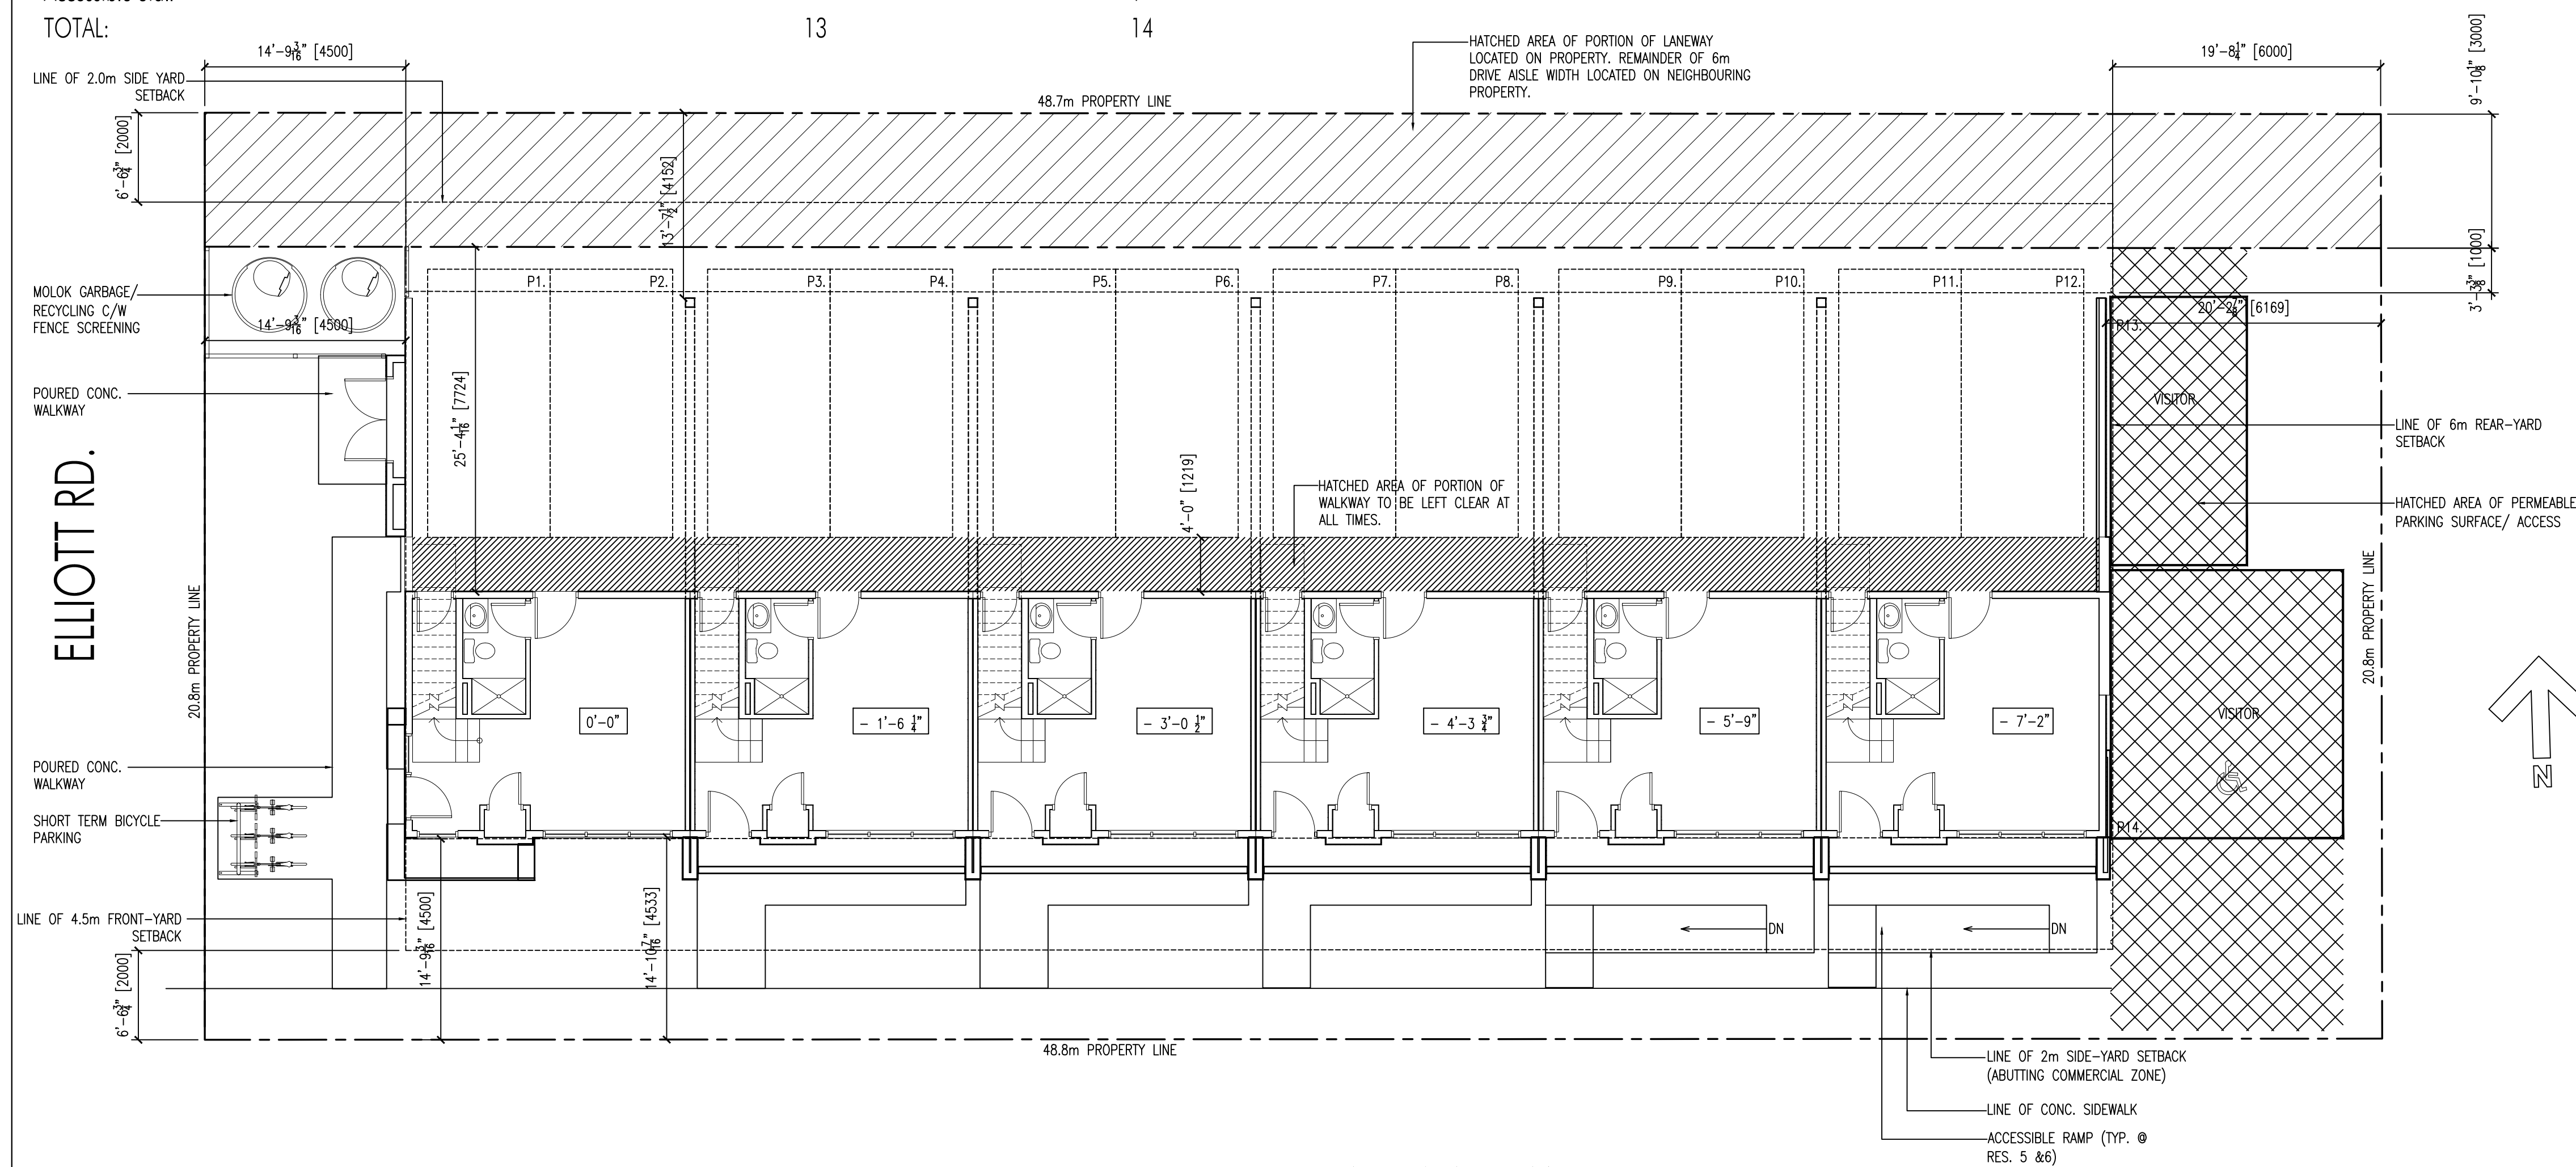 TOTAL:
13
14
14'-9 3/16" [4500]
LINE OF 2.0m SIDE YARD
SETBACK
6'-6 3/4" [2000]
48.7m PROPERTY LINE
HATCHED AREA OF PORTION OF LANEWAY
LOCATED ON PROPERTY. REMAINDER OF 6m
DRIVE AISLE WIDTH LOCATED ON NEIGHBOURING
PROPERTY.
19'-8 1/4" [6000]
9'-10 1/8" [3000]
13'-7 1/2" [4152]
3'-3 3/8" [1000]
MOLOK GARBAGE/
RECYCLING C/W
FENCE SCREENING
14'-9 3/16" [4500]
P1.
P2.
P3.
P4.
P5.
P6.
P7.
P8.
P9.
P10.
P11.
P12.
P13.
20'-2 7/8" [6169]
POURED CONC.
WALKWAY
25'-4 1/16" [7724]
VISITOR
LINE OF 6m REAR-YARD
SETBACK
ELLIOTT RD.
4'-0" [1219]
HATCHED AREA OF PORTION OF
WALKWAY TO BE LEFT CLEAR AT
ALL TIMES.
HATCHED AREA OF PERMEABLE
PARKING SURFACE/ ACCESS
20.8m PROPERTY LINE
20.8m PROPERTY LINE
0'-0"
- 1'-6 1/4"
- 3'-0 1/2"
- 4'-3 3/4"
- 5'-9"
- 7'-2"
VISITOR
N
POURED CONC.
WALKWAY
SHORT TERM BICYCLE
PARKING
P14.
LINE OF 4.5m FRONT-YARD
SETBACK
14'-9 3/16" [4500]
14'-10 7/16" [4533]
DN
DN
6'-6 3/4" [2000]
48.8m PROPERTY LINE
LINE OF 2m SIDE-YARD SETBACK
(ABUTTING COMMERCIAL ZONE)
LINE OF CONC. SIDEWALK
ACCESSIBLE RAMP (TYP. @
RES. 5 &6)